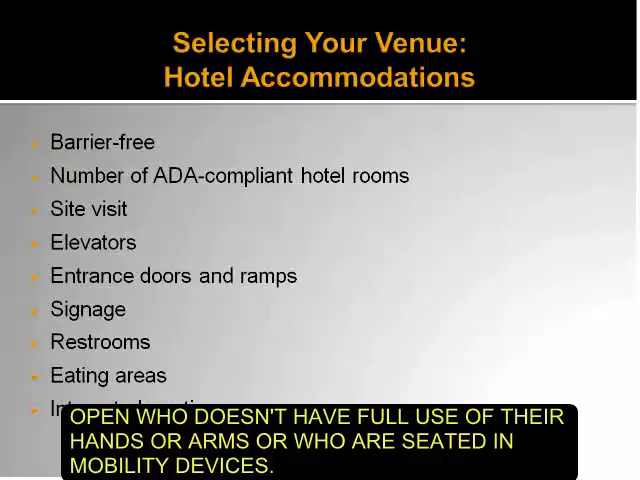 Selecting Your Venue:
Hotel Accommodations
Barrier-free
Number of ADA-compliant hotel rooms
Site visit
Elevators
Entrance doors and ramps
Signage
Restrooms
Eating areas
OPEN WHO DOESN'T HAVE FULL USE OF THEIR
HANDS OR ARMS OR WHO ARE SEATED IN
MOBILITY DEVICES.